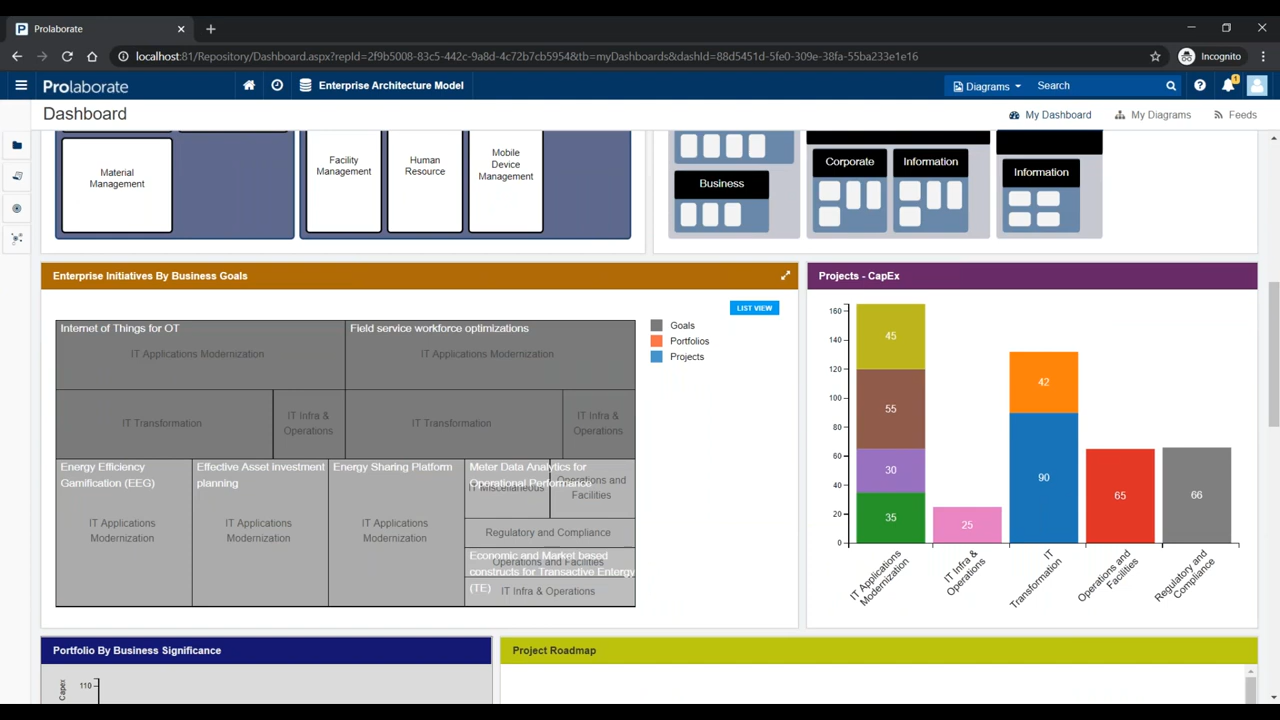 Prolaborate
localhost:81/Repository/Dashboard.aspx?repId=2f9b5008-83c5-442c-9a8d-4c72b7cb5954&tb=myDashboards&dashId=88d5451d-5fe0-309e-38fa-55ba233e1e16
Incognito
Prolaborate
Enterprise Architecture Model
Diagrams
Search
1
Dashboard
My Dashboard
My Diagrams
Feeds
Material
Management
Facility
Management
Human
Resource
Mobile
Device
Management
Business
Corporate
Information
Information
Enterprise Initiatives By Business Goals
LIST VIEW
Internet of Things for OT
IT Applications Modernization
Field service workforce optimizations
IT Applications Modernization
IT Transformation
IT Infra &
Operations
IT Transformation
IT Infra &
Operations
Energy Efficiency
Gamification (EEG)
IT Applications
Modernization
Effective Asset investment
planning
IT Applications
Modernization
Energy Sharing Platform
IT Applications
Modernization
Meter Data Analytics for
Operational Performance
IT Miscellaneous
Operations and
Facilities
Regulatory and Compliance
Economic and Market based
constructs for Transactive Entergy
(TE)
Operations and Facilities
IT Infra & Operations
Goals
Portfolios
Projects
Projects - CapEx
160
140
120
100
80
60
40
20
0
45
55
30
35
25
42
90
65
66
IT Applications
Modernization
IT Infra &
Operations
IT
Transformation
Operations and
Facilities
Regulatory and
Compliance
Portfolio By Business Significance
Capex
110
Project Roadmap